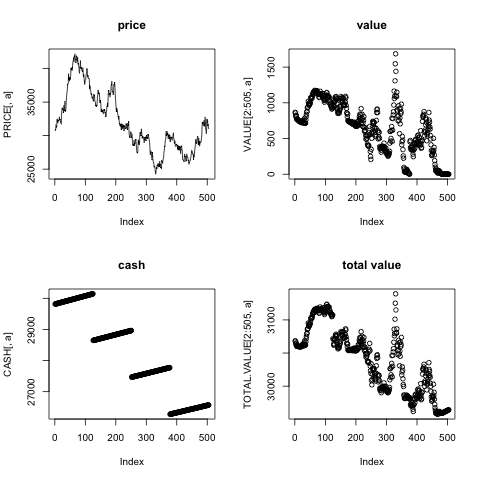 price
PRICE[, a]
25000
35000
0
100
200
300
400
500
Index
value
VALUE[2:505, a]
0
500
1000
1500
0
100
200
300
400
500
Index
cash
CASH[, a]
27000
29000
0
100
200
300
400
500
Index
total value
TOTAL.VALUE[2:505, a]
30000
31000
0
100
200
300
400
500
Index